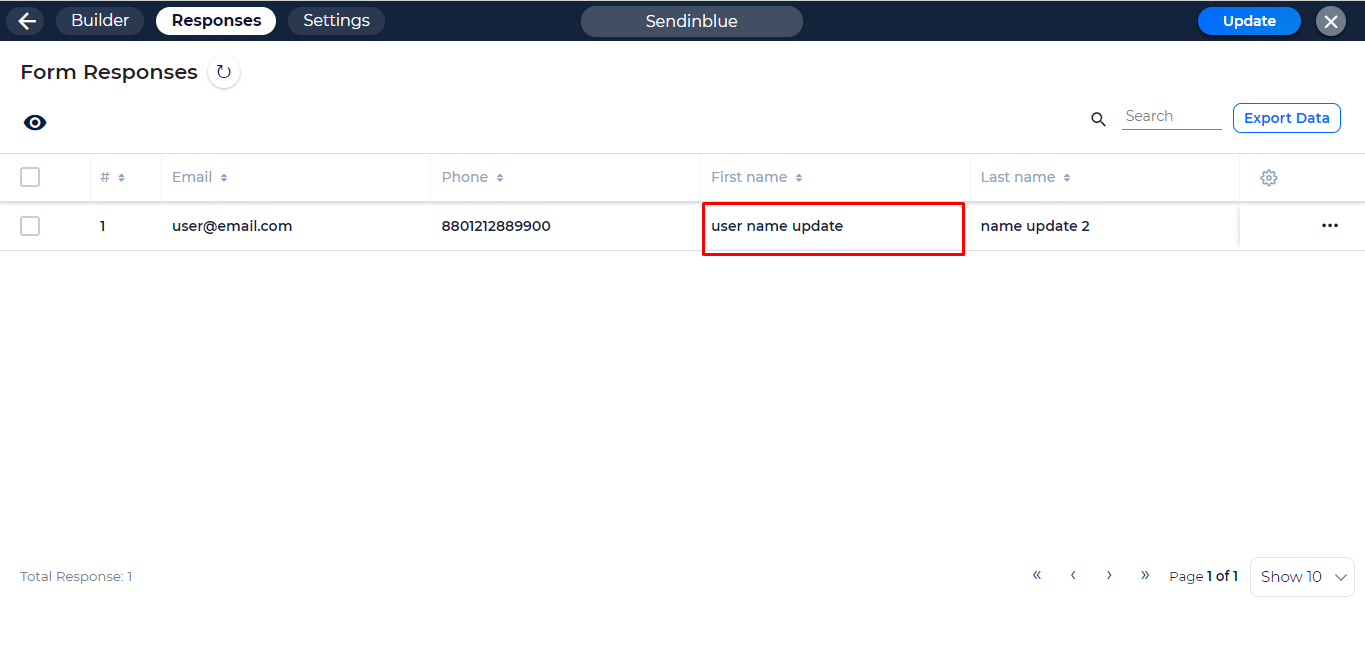 Builder Responses Settings Sendinblue Update
Form Responses
Search Export Data
# Email Phone First name Last name
1 user@email.com 8801212889900 user name update name update 2
Total Response: 1 « ‹ › » Page 1 of 1 Show 10